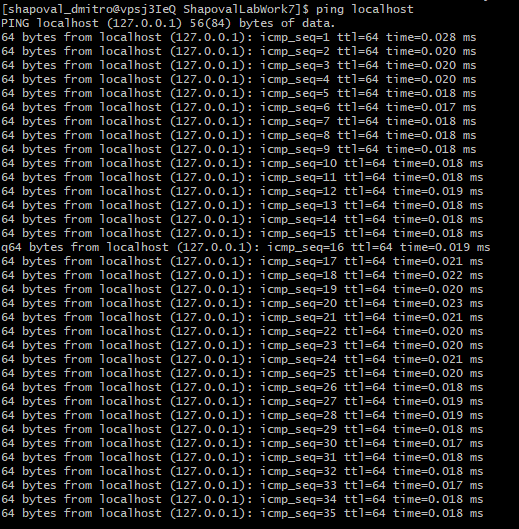 [shapoval_dmitro@vpsj3IeQ ShapovalLabWork7]$ ping localhost
PING localhost (127.0.0.1) 56(84) bytes of data.
64 bytes from localhost (127.0.0.1): icmp_seq=1 ttl=64 time=0.028 ms
64 bytes from localhost (127.0.0.1): icmp_seq=2 ttl=64 time=0.020 ms
64 bytes from localhost (127.0.0.1): icmp_seq=3 ttl=64 time=0.020 ms
64 bytes from localhost (127.0.0.1): icmp_seq=4 ttl=64 time=0.020 ms
64 bytes from localhost (127.0.0.1): icmp_seq=5 ttl=64 time=0.018 ms
64 bytes from localhost (127.0.0.1): icmp_seq=6 ttl=64 time=0.017 ms
64 bytes from localhost (127.0.0.1): icmp_seq=7 ttl=64 time=0.018 ms
64 bytes from localhost (127.0.0.1): icmp_seq=8 ttl=64 time=0.018 ms
64 bytes from localhost (127.0.0.1): icmp_seq=9 ttl=64 time=0.018 ms
64 bytes from localhost (127.0.0.1): icmp_seq=10 ttl=64 time=0.018 ms
64 bytes from localhost (127.0.0.1): icmp_seq=11 ttl=64 time=0.018 ms
64 bytes from localhost (127.0.0.1): icmp_seq=12 ttl=64 time=0.019 ms
64 bytes from localhost (127.0.0.1): icmp_seq=13 ttl=64 time=0.018 ms
64 bytes from localhost (127.0.0.1): icmp_seq=14 ttl=64 time=0.018 ms
64 bytes from localhost (127.0.0.1): icmp_seq=15 ttl=64 time=0.018 ms
q64 bytes from localhost (127.0.0.1): icmp_seq=16 ttl=64 time=0.019 ms
64 bytes from localhost (127.0.0.1): icmp_seq=17 ttl=64 time=0.021 ms
64 bytes from localhost (127.0.0.1): icmp_seq=18 ttl=64 time=0.022 ms
64 bytes from localhost (127.0.0.1): icmp_seq=19 ttl=64 time=0.020 ms
64 bytes from localhost (127.0.0.1): icmp_seq=20 ttl=64 time=0.023 ms
64 bytes from localhost (127.0.0.1): icmp_seq=21 ttl=64 time=0.021 ms
64 bytes from localhost (127.0.0.1): icmp_seq=22 ttl=64 time=0.020 ms
64 bytes from localhost (127.0.0.1): icmp_seq=23 ttl=64 time=0.020 ms
64 bytes from localhost (127.0.0.1): icmp_seq=24 ttl=64 time=0.021 ms
64 bytes from localhost (127.0.0.1): icmp_seq=25 ttl=64 time=0.020 ms
64 bytes from localhost (127.0.0.1): icmp_seq=26 ttl=64 time=0.018 ms
64 bytes from localhost (127.0.0.1): icmp_seq=27 ttl=64 time=0.019 ms
64 bytes from localhost (127.0.0.1): icmp_seq=28 ttl=64 time=0.019 ms
64 bytes from localhost (127.0.0.1): icmp_seq=29 ttl=64 time=0.018 ms
64 bytes from localhost (127.0.0.1): icmp_seq=30 ttl=64 time=0.017 ms
64 bytes from localhost (127.0.0.1): icmp_seq=31 ttl=64 time=0.018 ms
64 bytes from localhost (127.0.0.1): icmp_seq=32 ttl=64 time=0.018 ms
64 bytes from localhost (127.0.0.1): icmp_seq=33 ttl=64 time=0.017 ms
64 bytes from localhost (127.0.0.1): icmp_seq=34 ttl=64 time=0.018 ms
64 bytes from localhost (127.0.0.1): icmp_seq=35 ttl=64 time=0.018 ms